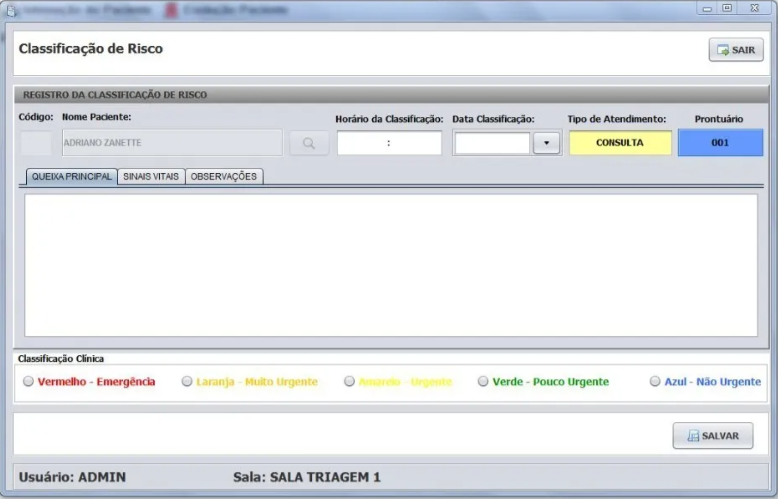 Evolução Paciente
Classificação de Risco
SAIR
REGISTRO DA CLASSIFICAÇÃO DE RISCO
Código: Nome Paciente: Horário da Classificação: Data Classificação: Tipo de Atendimento: Prontuário
ADRIANO ZANETTE : CONSULTA 001
QUEIXA PRINCIPAL SINAIS VITAIS OBSERVAÇÕES
Classificação Clínica
Vermelho - Emergência Laranja - Muito Urgente Amarelo - Urgente Verde - Pouco Urgente Azul - Não Urgente
SALVAR
Usuário: ADMIN Sala: SALA TRIAGEM 1